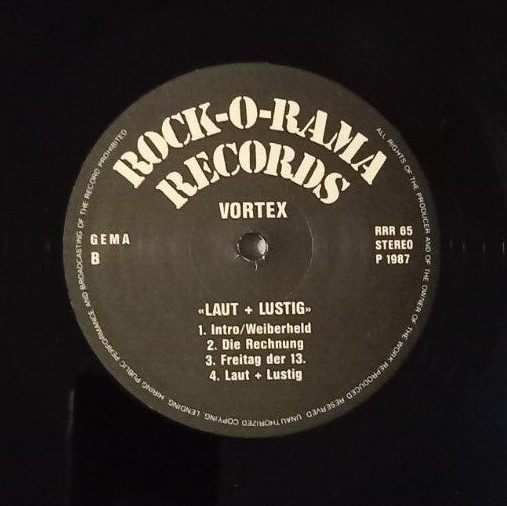 ROCK-O-RAMA
RECORDS
VORTEX
GEMA
B
RRR 65
STEREO
P 1987
«LAUT + LUSTIG»
1. Intro/Weiberheld
2. Die Rechnung
3. Freitag der 13.
4. Laut + Lustig
ALL RIGHTS OF THE PRODUCER AND OF THE OWNER OF THE WORK REPRODUCED RESERVED. UNAUTHORIZED COPYING, LENDING, HIRING PUBLIC PERFORMANCE AND BROADCASTING OF THE RECORD PROHIBITED